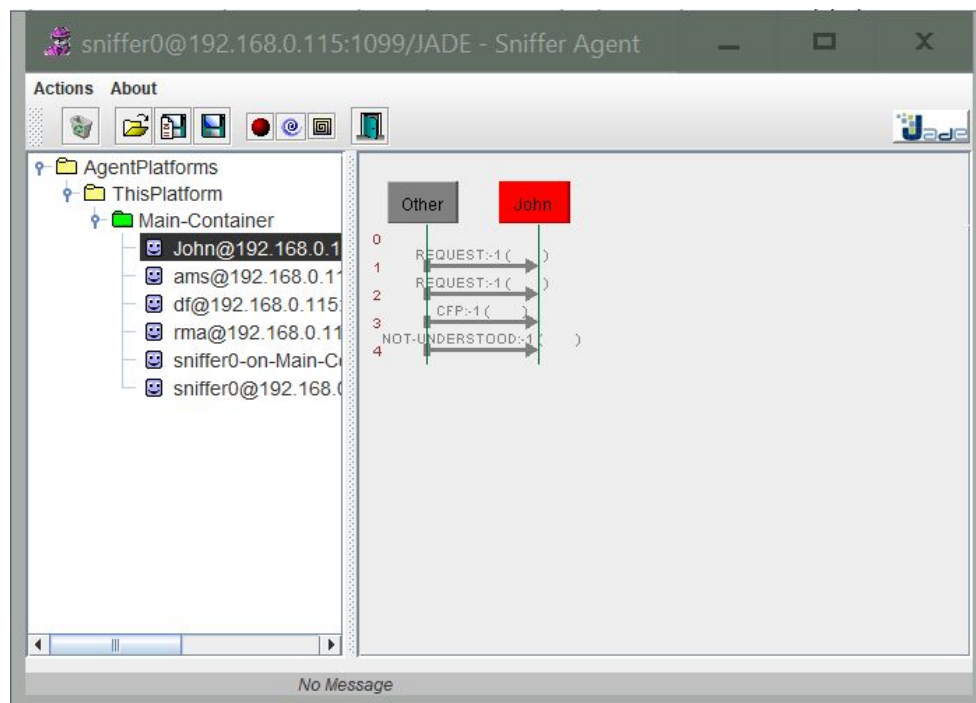 sniffer0@192.168.0.115:1099/JADE - Sniffer Agent
Actions About
Jade
AgentPlatforms
ThisPlatform
Main-Container
John@192.168.0.1
ams@192.168.0.11
df@192.168.0.115:
rma@192.168.0.11
sniffer0-on-Main-Co
sniffer0@192.168.0
Other John
0
REQUEST:-1 ( )
1
REQUEST:-1 ( )
2
CFP:-1 ( )
3
NOT-UNDERSTOOD:-1 ( )
4
No Message